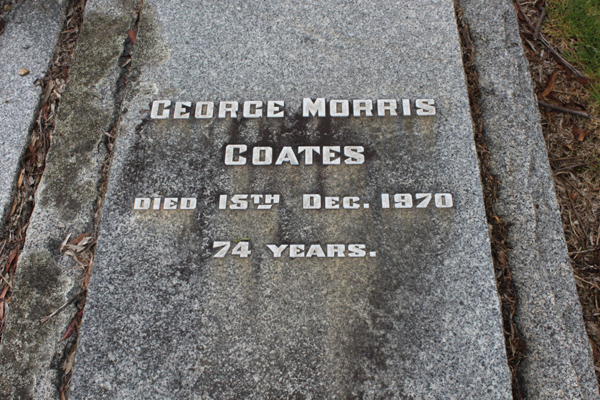 George Morris
Coates
Died 15th Dec. 1970
74 years.